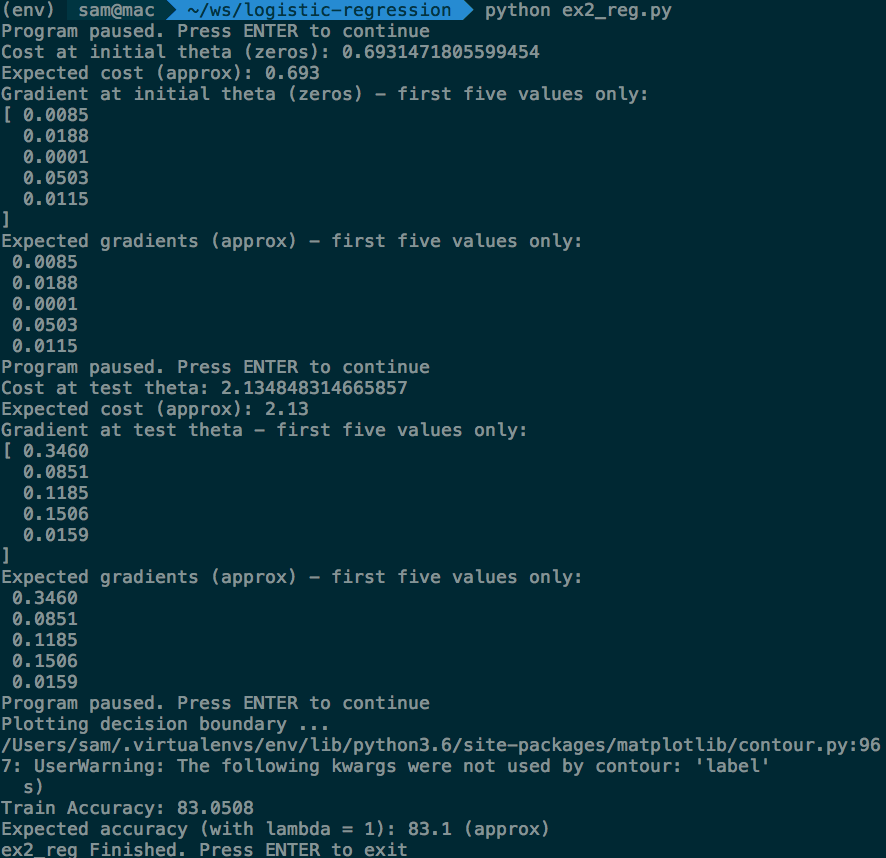 (env) sam@mac ~/ws/logistic-regression python ex2_reg.py
Program paused. Press ENTER to continue
Cost at initial theta (zeros): 0.6931471805599454
Expected cost (approx): 0.693
Gradient at initial theta (zeros) - first five values only:
[ 0.0085
  0.0188
  0.0001
  0.0503
  0.0115
]
Expected gradients (approx) - first five values only:
 0.0085
 0.0188
 0.0001
 0.0503
 0.0115
Program paused. Press ENTER to continue
Cost at test theta: 2.134848314665857
Expected cost (approx): 2.13
Gradient at test theta - first five values only:
[ 0.3460
  0.0851
  0.1185
  0.1506
  0.0159
]
Expected gradients (approx) - first five values only:
 0.3460
 0.0851
 0.1185
 0.1506
 0.0159
Program paused. Press ENTER to continue
Plotting decision boundary ...
/Users/sam/.virtualenvs/env/lib/python3.6/site-packages/matplotlib/contour.py:96
7: UserWarning: The following kwargs were not used by contour: 'label'
  s)
Train Accuracy: 83.0508
Expected accuracy (with lambda = 1): 83.1 (approx)
ex2_reg Finished. Press ENTER to exit